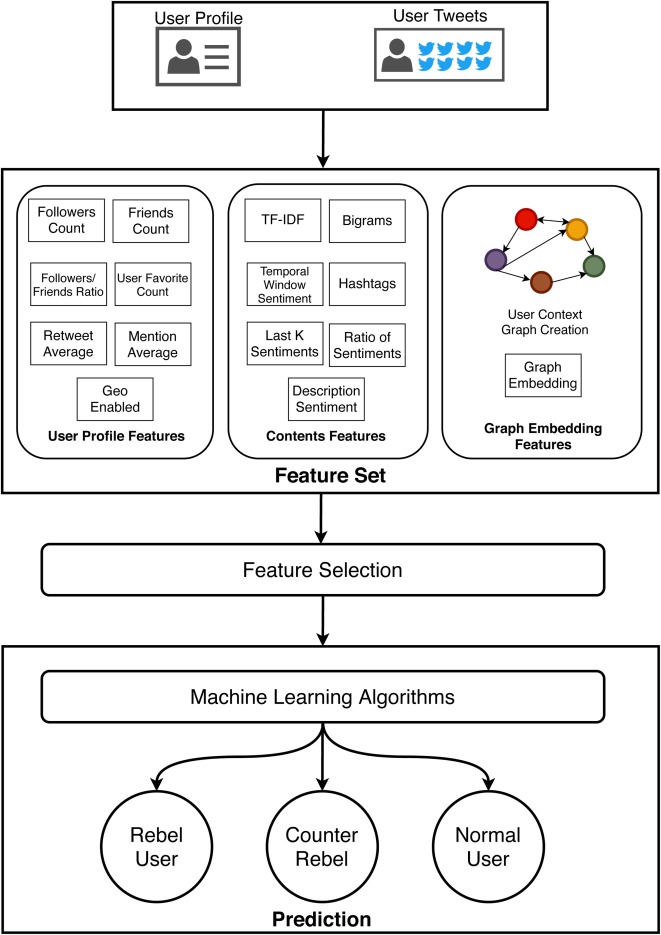 User Profile
User Tweets
Followers
Count
Friends
Count
Followers/
Friends Ratio
User Favorite
Count
Retweet
Average
Mention
Average
Geo
Enabled
User Profile Features
TF-IDF
Bigrams
Temporal
Window
Sentiment
Hashtags
Last K
Sentiments
Ratio of
Sentiments
Description
Sentiment
Contents Features
User Context
Graph Creation
Graph
Embedding
Graph Embedding
Features
Feature Set
Feature Selection
Machine Learning Algorithms
Rebel
User
Counter
Rebel
Normal
User
Prediction